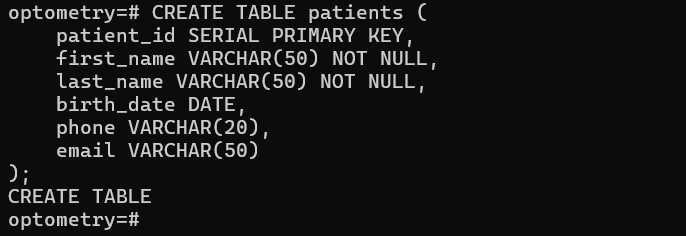 optometry=# CREATE TABLE patients (
    patient_id SERIAL PRIMARY KEY,
    first_name VARCHAR(50) NOT NULL,
    last_name VARCHAR(50) NOT NULL,
    birth_date DATE,
    phone VARCHAR(20),
    email VARCHAR(50)
);
CREATE TABLE
optometry=#